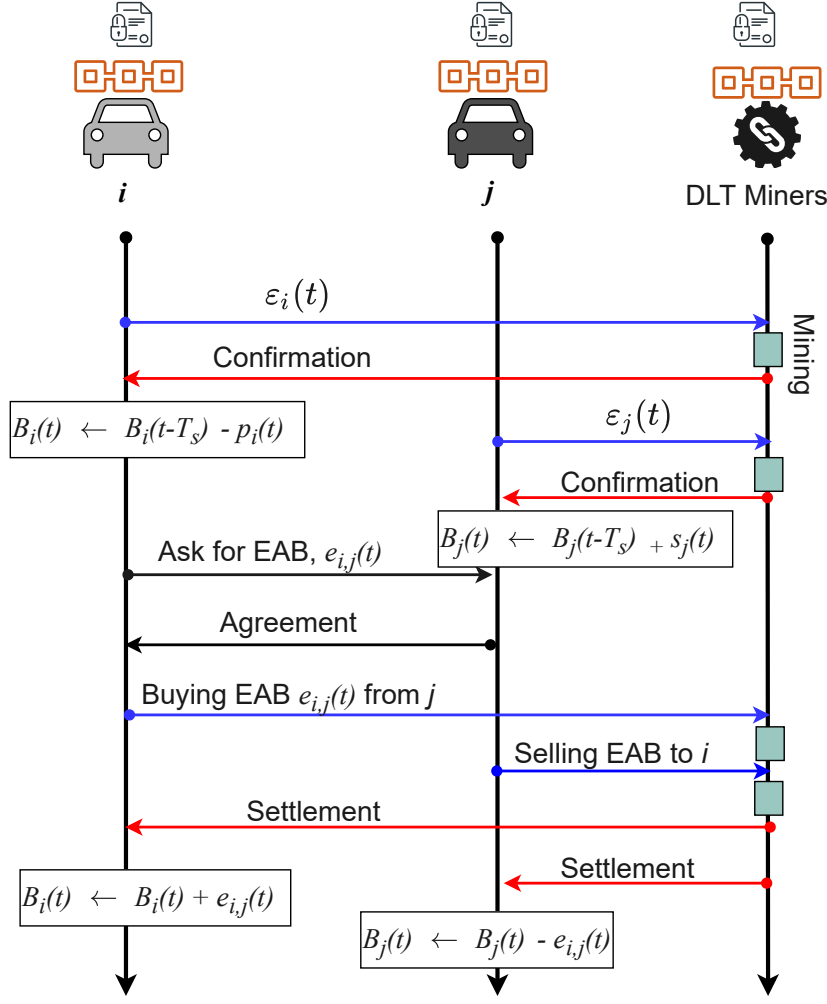 i
j
DLT Miners
εᵢ(t)
Mining
Confirmation
Bᵢ(t) ← Bᵢ(t-Tₛ) - pᵢ(t)
εⱼ(t)
Confirmation
Bⱼ(t) ← Bⱼ(t-Tₛ) + sⱼ(t)
Ask for EAB, eᵢ,ⱼ(t)
Agreement
Buying EAB eᵢ,ⱼ(t) from j
Selling EAB to i
Settlement
Settlement
Bᵢ(t) ← Bᵢ(t) + eᵢ,ⱼ(t)
Bⱼ(t) ← Bⱼ(t) - eᵢ,ⱼ(t)